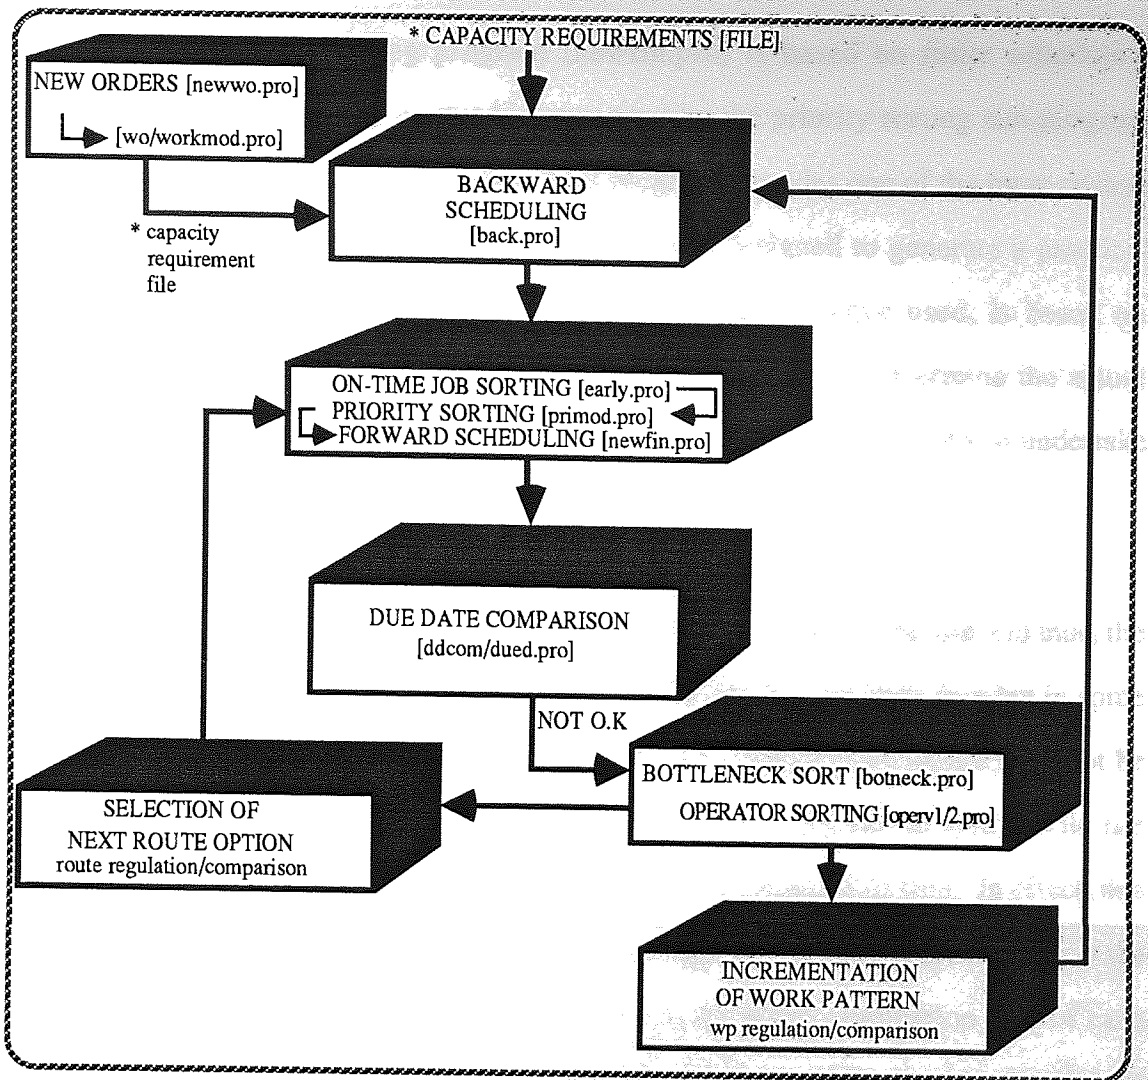 * CAPACITY REQUIREMENTS [FILE]
NEW ORDERS [newwo.pro]
[wo/workmod.pro]
BACKWARD
SCHEDULING
[back.pro]
* capacity
requirement
file
ON-TIME JOB SORTING [early.pro]
PRIORITY SORTING [primod.pro]
FORWARD SCHEDULING [newfin.pro]
DUE DATE COMPARISON
[ddcom/dued.pro]
NOT O.K
BOTTLENECK SORT [botneck.pro]
OPERATOR SORTING [operv1/2.pro]
SELECTION OF
NEXT ROUTE OPTION
route regulation/comparison
INCREMENTATION
OF WORK PATTERN
wp regulation/comparison